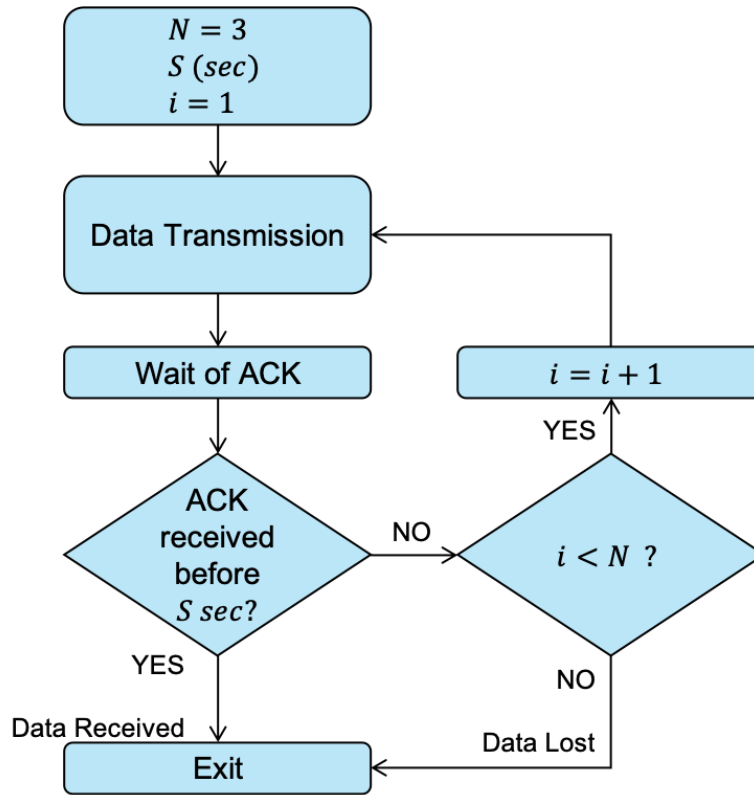 N = 3
S (sec)
i = 1
Data Transmission
Wait of ACK
i = i + 1
YES
ACK
received
before
S sec?
NO
i < N ?
YES
NO
Data Received
Data Lost
Exit